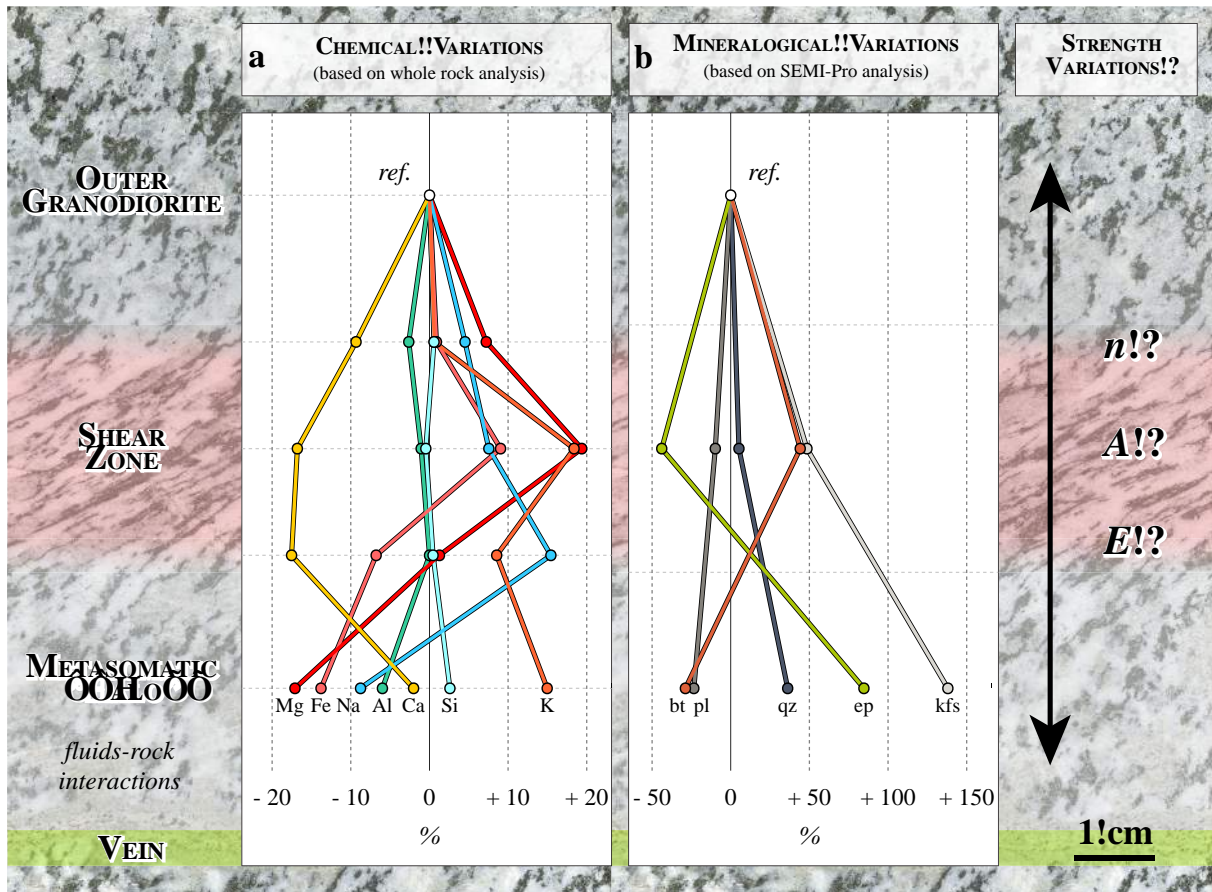 a
CHEMICAL!!VARIATIONS
(based on whole rock analysis)
b
MINERALOGICAL!!VARIATIONS
(based on SEMI-Pro analysis)
STRENGTH
VARIATIONS!?
ref.
ref.
OUTER
GRANODIORITE
n!?
SHEAR
ZONE
A!?
E!?
METASOMATIC
Mg Fe Na Al Ca Si K
bt pl qz ep kfs
fluids-rock
interactions
- 20 - 10 0 + 10 + 20
- 50 0 + 50 + 100 + 150
%
%
VEIN
1!cm